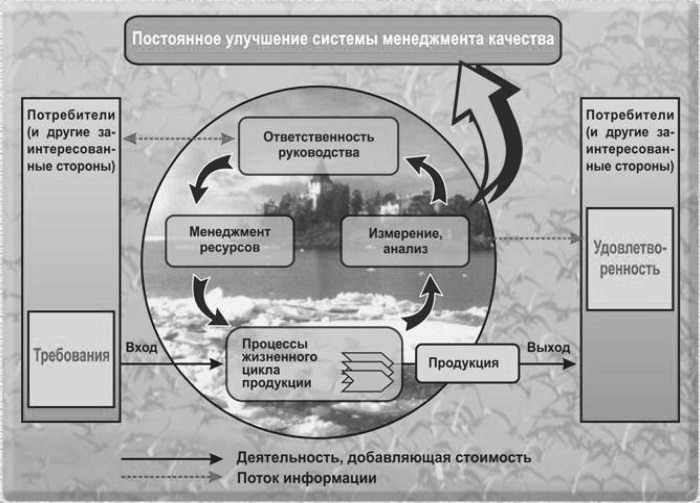 Постоянное улучшение системы менеджмента качества
Потребители
(и другие за-
интересован-
ные стороны)
Требования
Ответственность
руководства
Менеджмент
ресурсов
Измерение,
анализ
Процессы
жизненного
цикла
продукции
Вход
Продукция
Выход
Потребители
(и другие за-
интересован-
ные стороны)
Удовлетво-
ренность
Деятельность, добавляющая стоимость
Поток информации